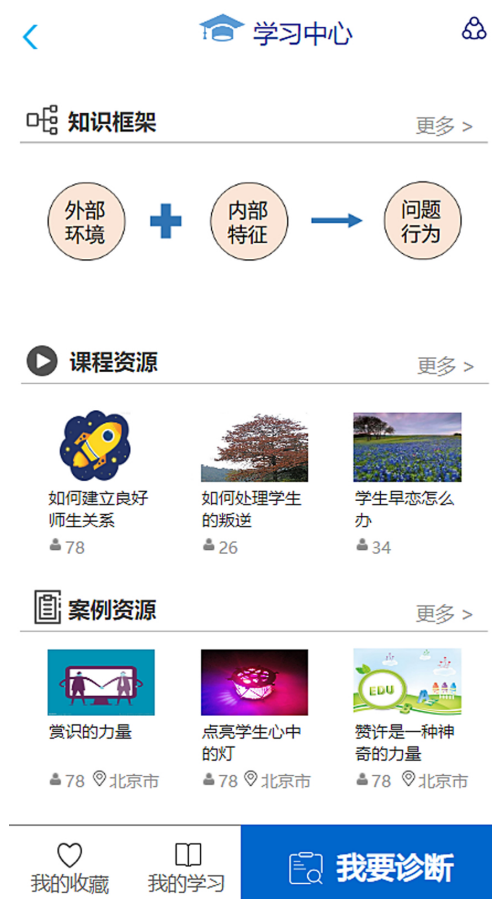 学习中心
知识框架
更多 >
外部
环境
内部
特征
问题
行为
课程资源
更多 >
如何建立良好
师生关系
78
如何处理学生
的叛逆
26
学生早恋怎么
办
34
案例资源
更多 >
EDU
赏识的力量
78 北京市
点亮学生心中
的灯
78 北京市
赞许是一种神
奇的力量
78 北京市
我的收藏
我的学习
我要诊断